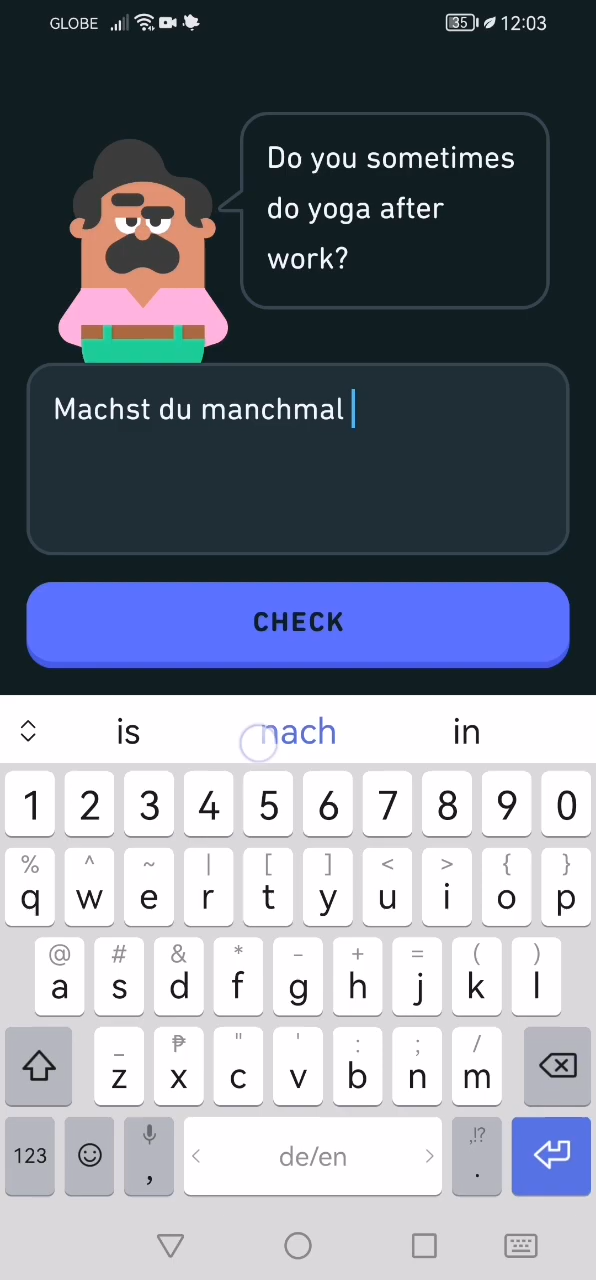 GLOBE 35 12:03
Do you sometimes
do yoga after
work?
Machst du manchmal
CHECK
is nach in
1 2 3 4 5 6 7 8 9 0
% ^ ~ | [ ] < > { }
q w e r t y u i o p
@ # & * - + = ( )
a s d f g h j k l
_ ₱ " ' : ; /
z x c v b n m
,!?
123 , < de/en > .